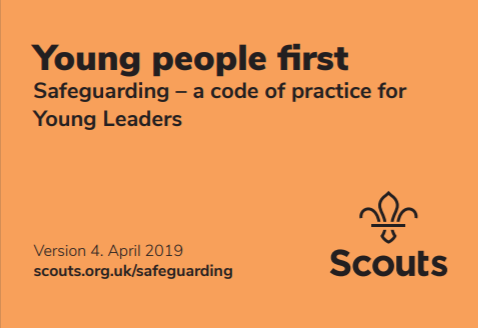 Young people first
Safeguarding – a code of practice for
Young Leaders
Version 4. April 2019
scouts.org.uk/safeguarding
Scouts